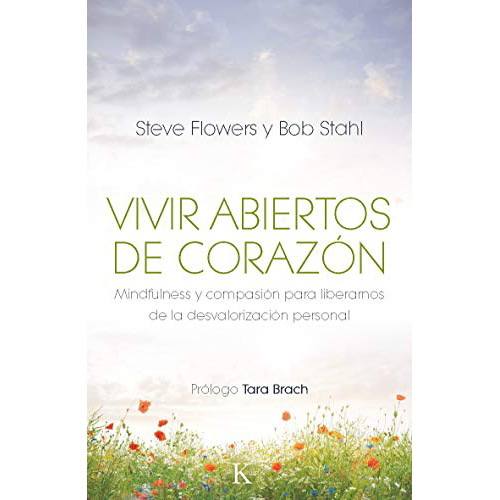 Steve Flowers y Bob Stahl
VIVIR ABIERTOS
DE CORAZÓN
Mindfulness y compasión para liberarnos
de la desvalorización personal
Prólogo Tara Brach
K